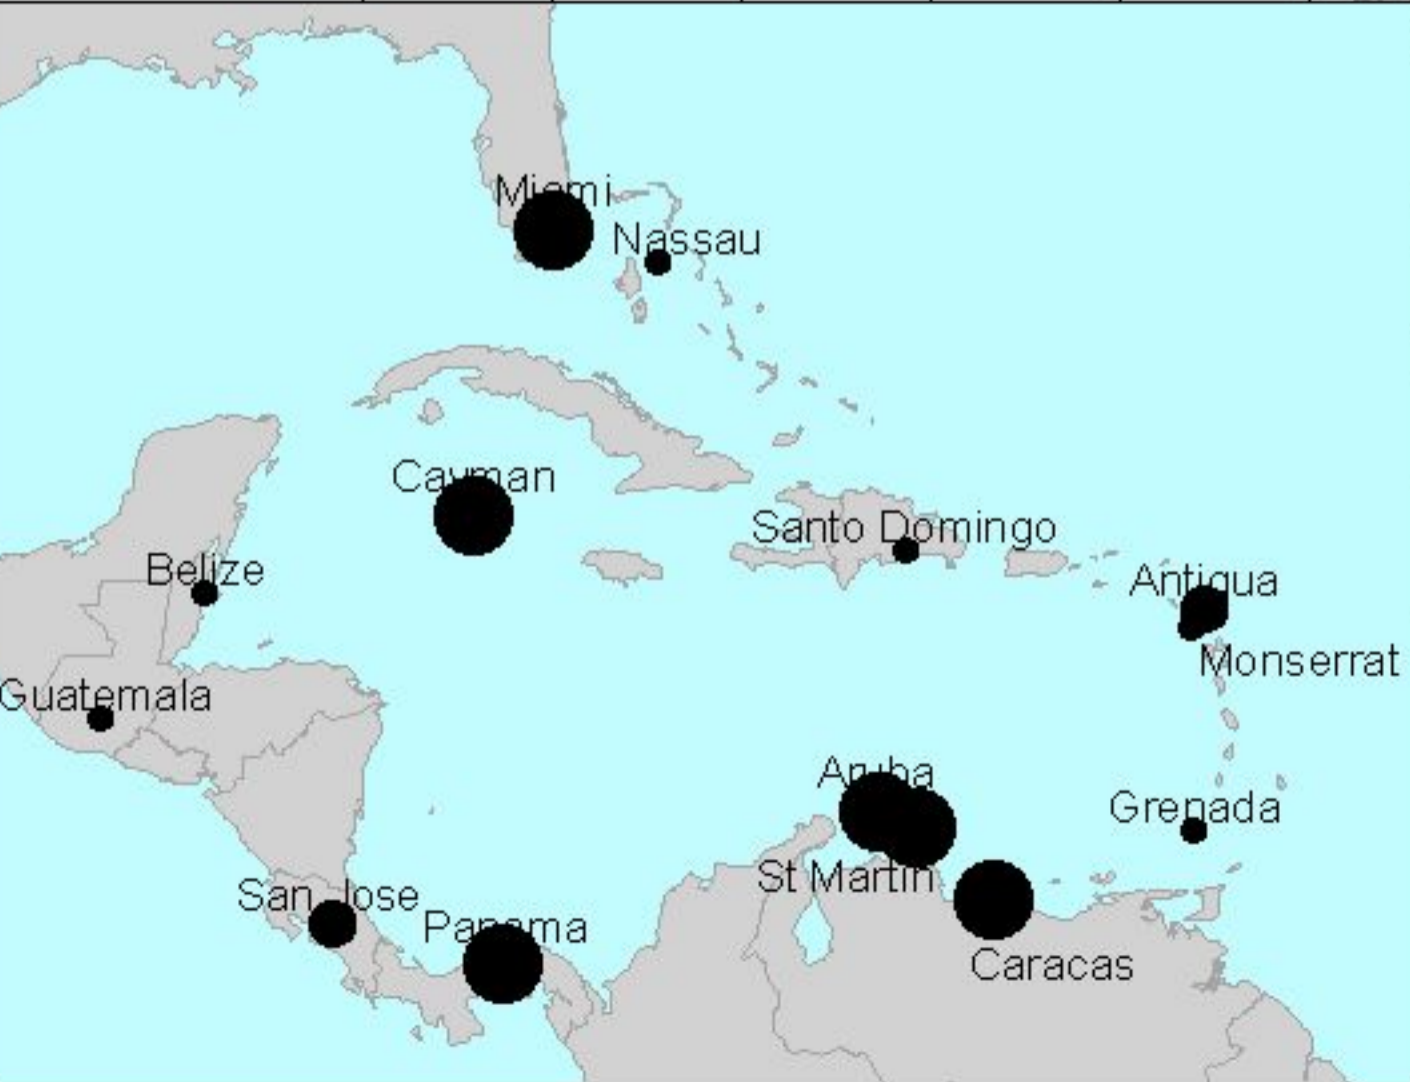 Miami
Nassau
Cayman
Santo Domingo
Belize
Antigua
Monserrat
Guatemala
Aruba
Grenada
St Martin
San Jose
Panama
Caracas